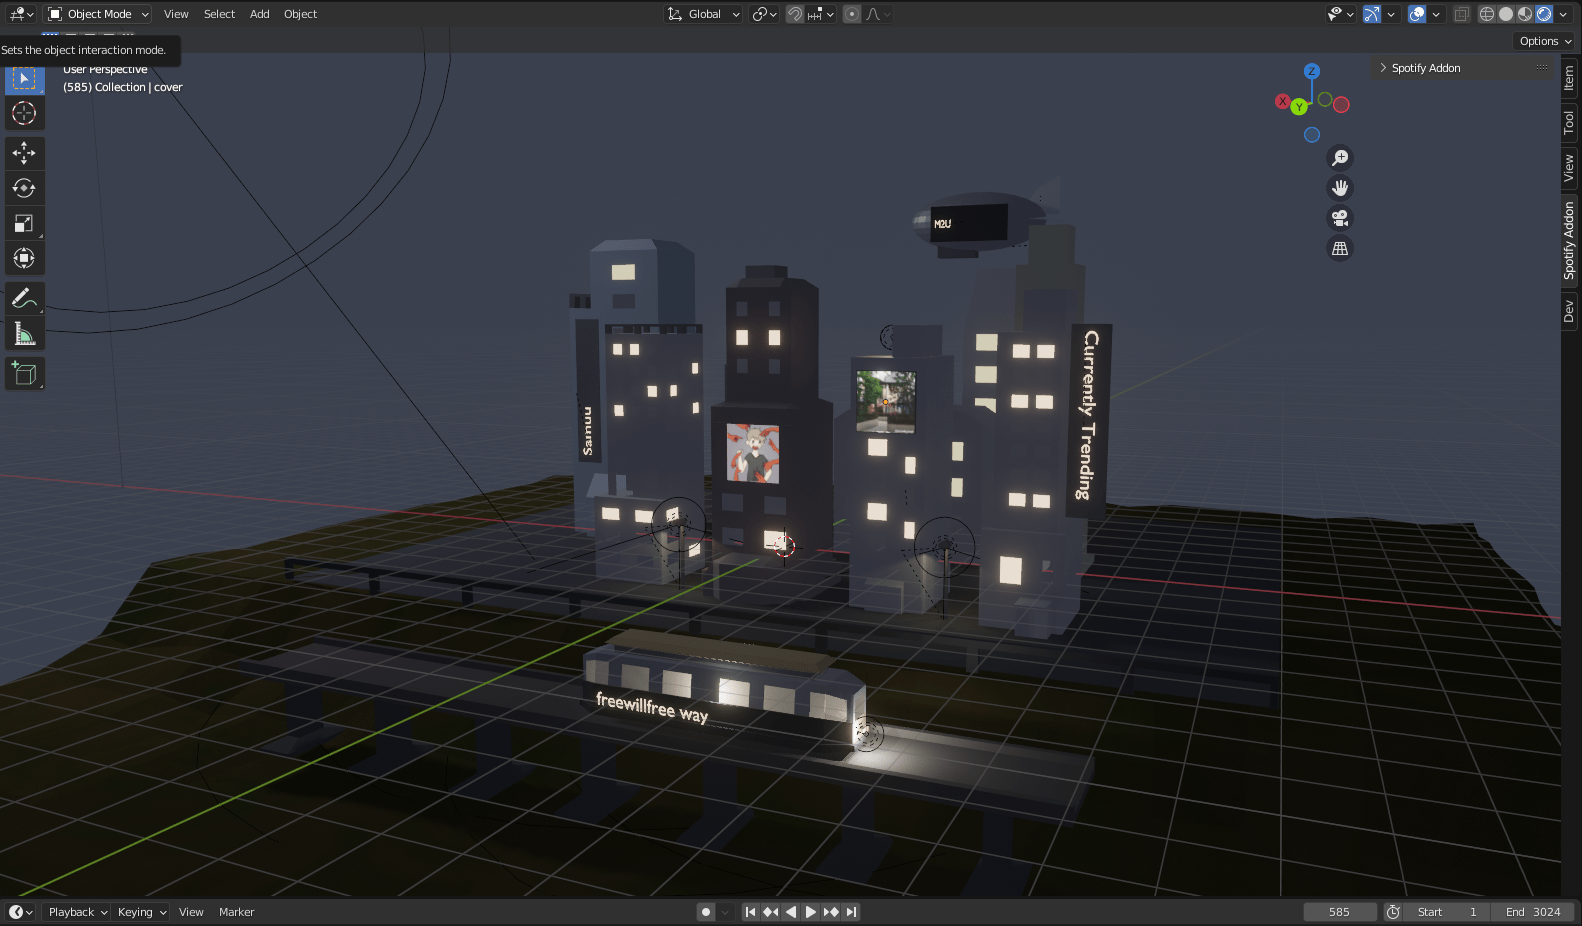 Object Mode View Select Add Object Global
Sets the object interaction mode.
Options
User Perspective
(585) Collection | cover
Spotify Addon
Z
X
Y
Item
Tool
View
Spotify Addon
Dev
M2U
Currently Trending
Samuu
freewillfree way
Playback Keying View Marker 585 Start 1 End 3024